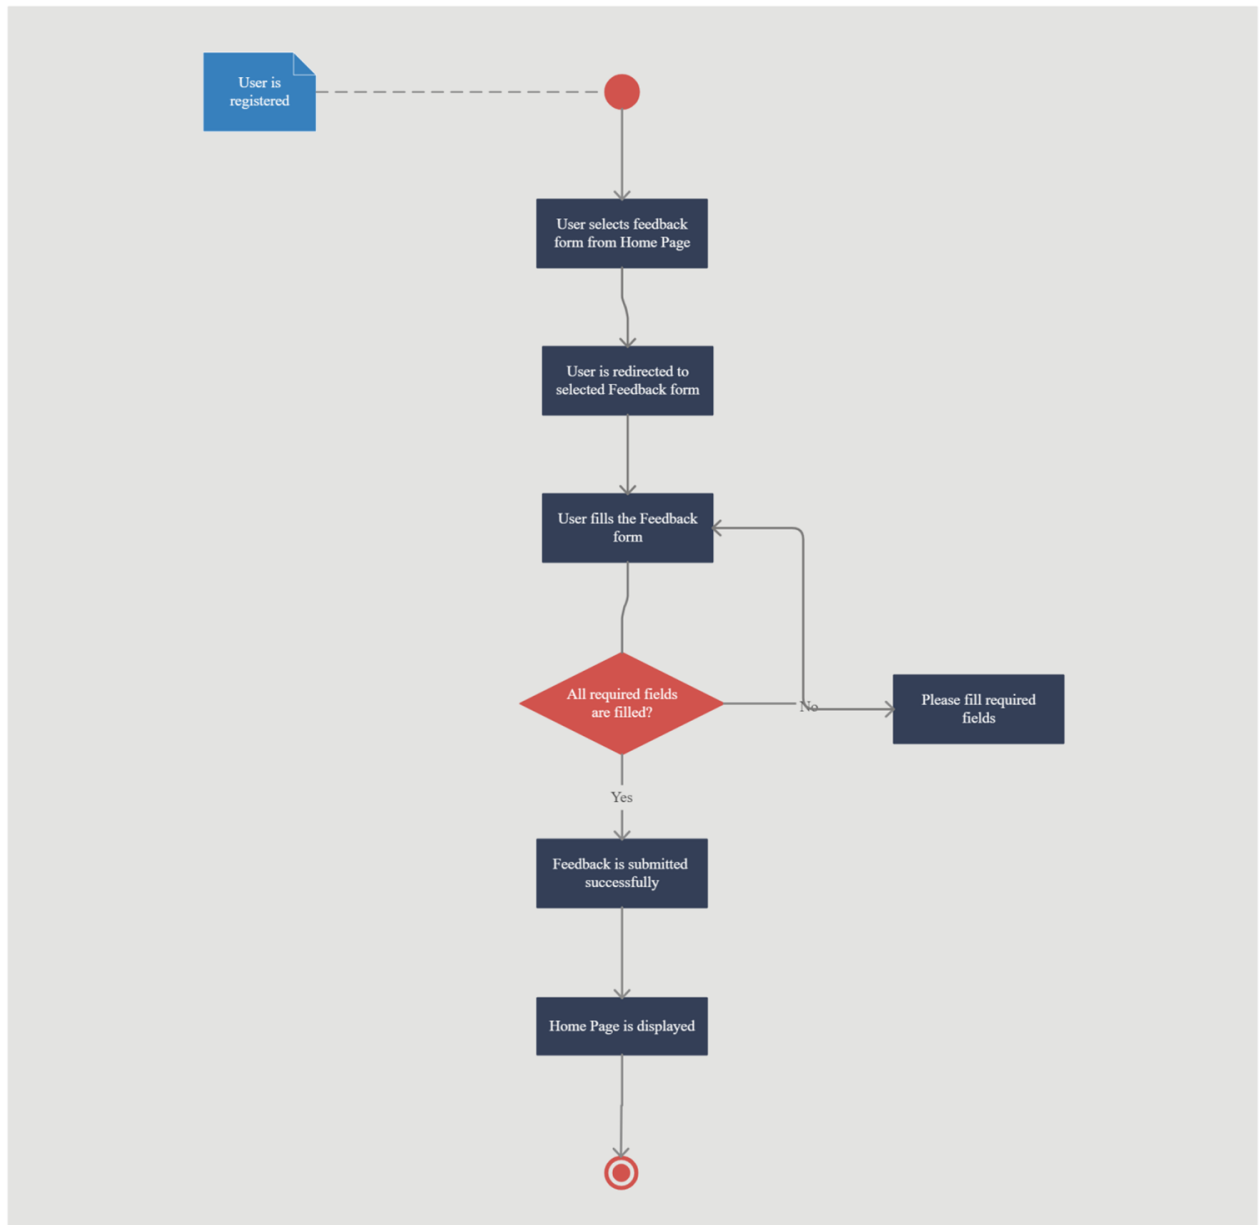 User is
registered
User selects feedback
form from Home Page
User is redirected to
selected Feedback form
User fills the Feedback
form
All required fields
are filled?
No
Please fill required
fields
Yes
Feedback is submitted
successfully
Home Page is displayed